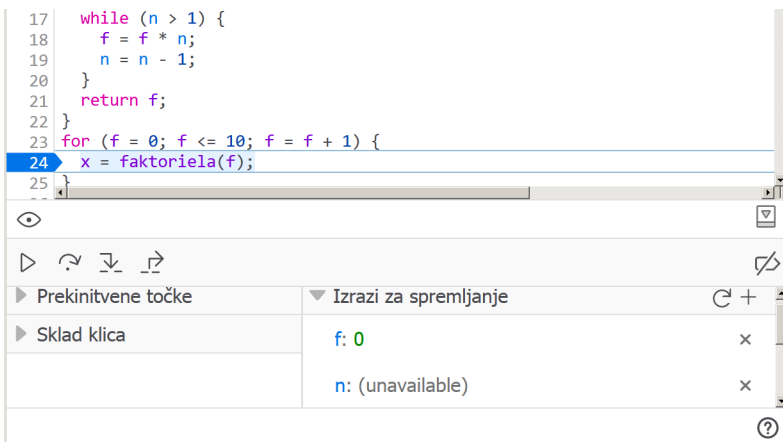 17 while (n > 1) {
18 f = f * n;
19 n = n - 1;
20 }
21 return f;
22 }
23 for (f = 0; f <= 10; f = f + 1) {
24 x = faktoriela(f);
25 }
Prekinitvene točke
Izrazi za spremljanje
Sklad klica
f: 0
n: (unavailable)